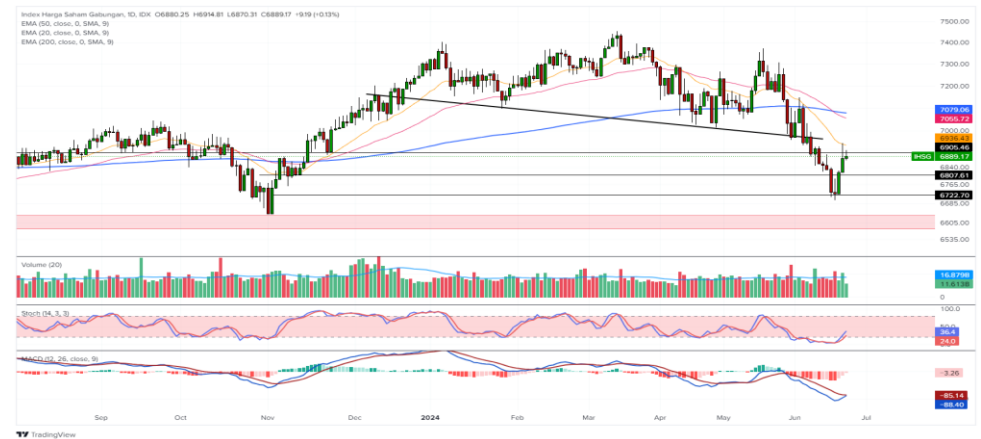 Index Harga Saham Gabungan, 1D, IDX O6880.25 H6914.81 L6870.31 C6889.17 +9.19 (+0.13%)
EMA (50, close, 0, SMA, 9)
EMA (20, close, 0, SMA, 9)
EMA (200, close, 0, SMA, 9)
7500.00
7400.00
7300.00
7200.00
7079.06
7055.72
7000.00
6936.43
6905.46
IHSG 6889.17
6840.00
6807.61
6765.00
6722.70
6685.00
6605.00
6535.00
Volume (20)
16.879B
11.613B
0
Stoch (14, 3, 3)
100.0
36.4
24.0
MACD (12, 26, close, 9)
−3.26
−85.14
−88.40
Sep Oct Nov Dec 2024 Feb Mar Apr May Jun Jul
TradingView